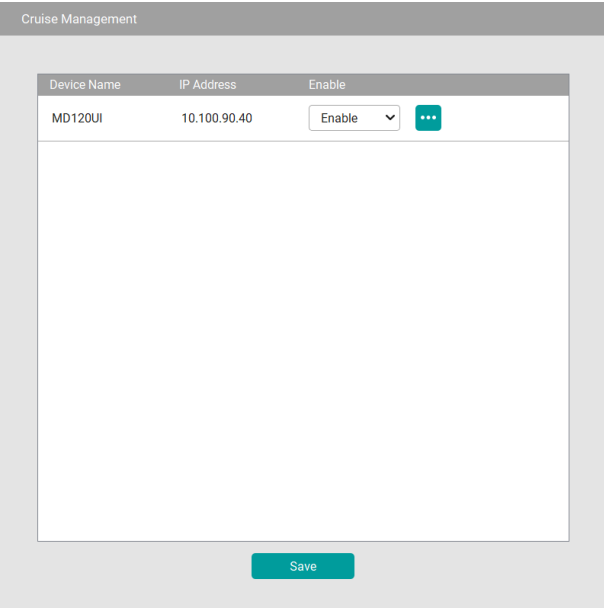 Cruise Management
Device Name IP Address Enable
MD120UI 10.100.90.40 Enable
Save